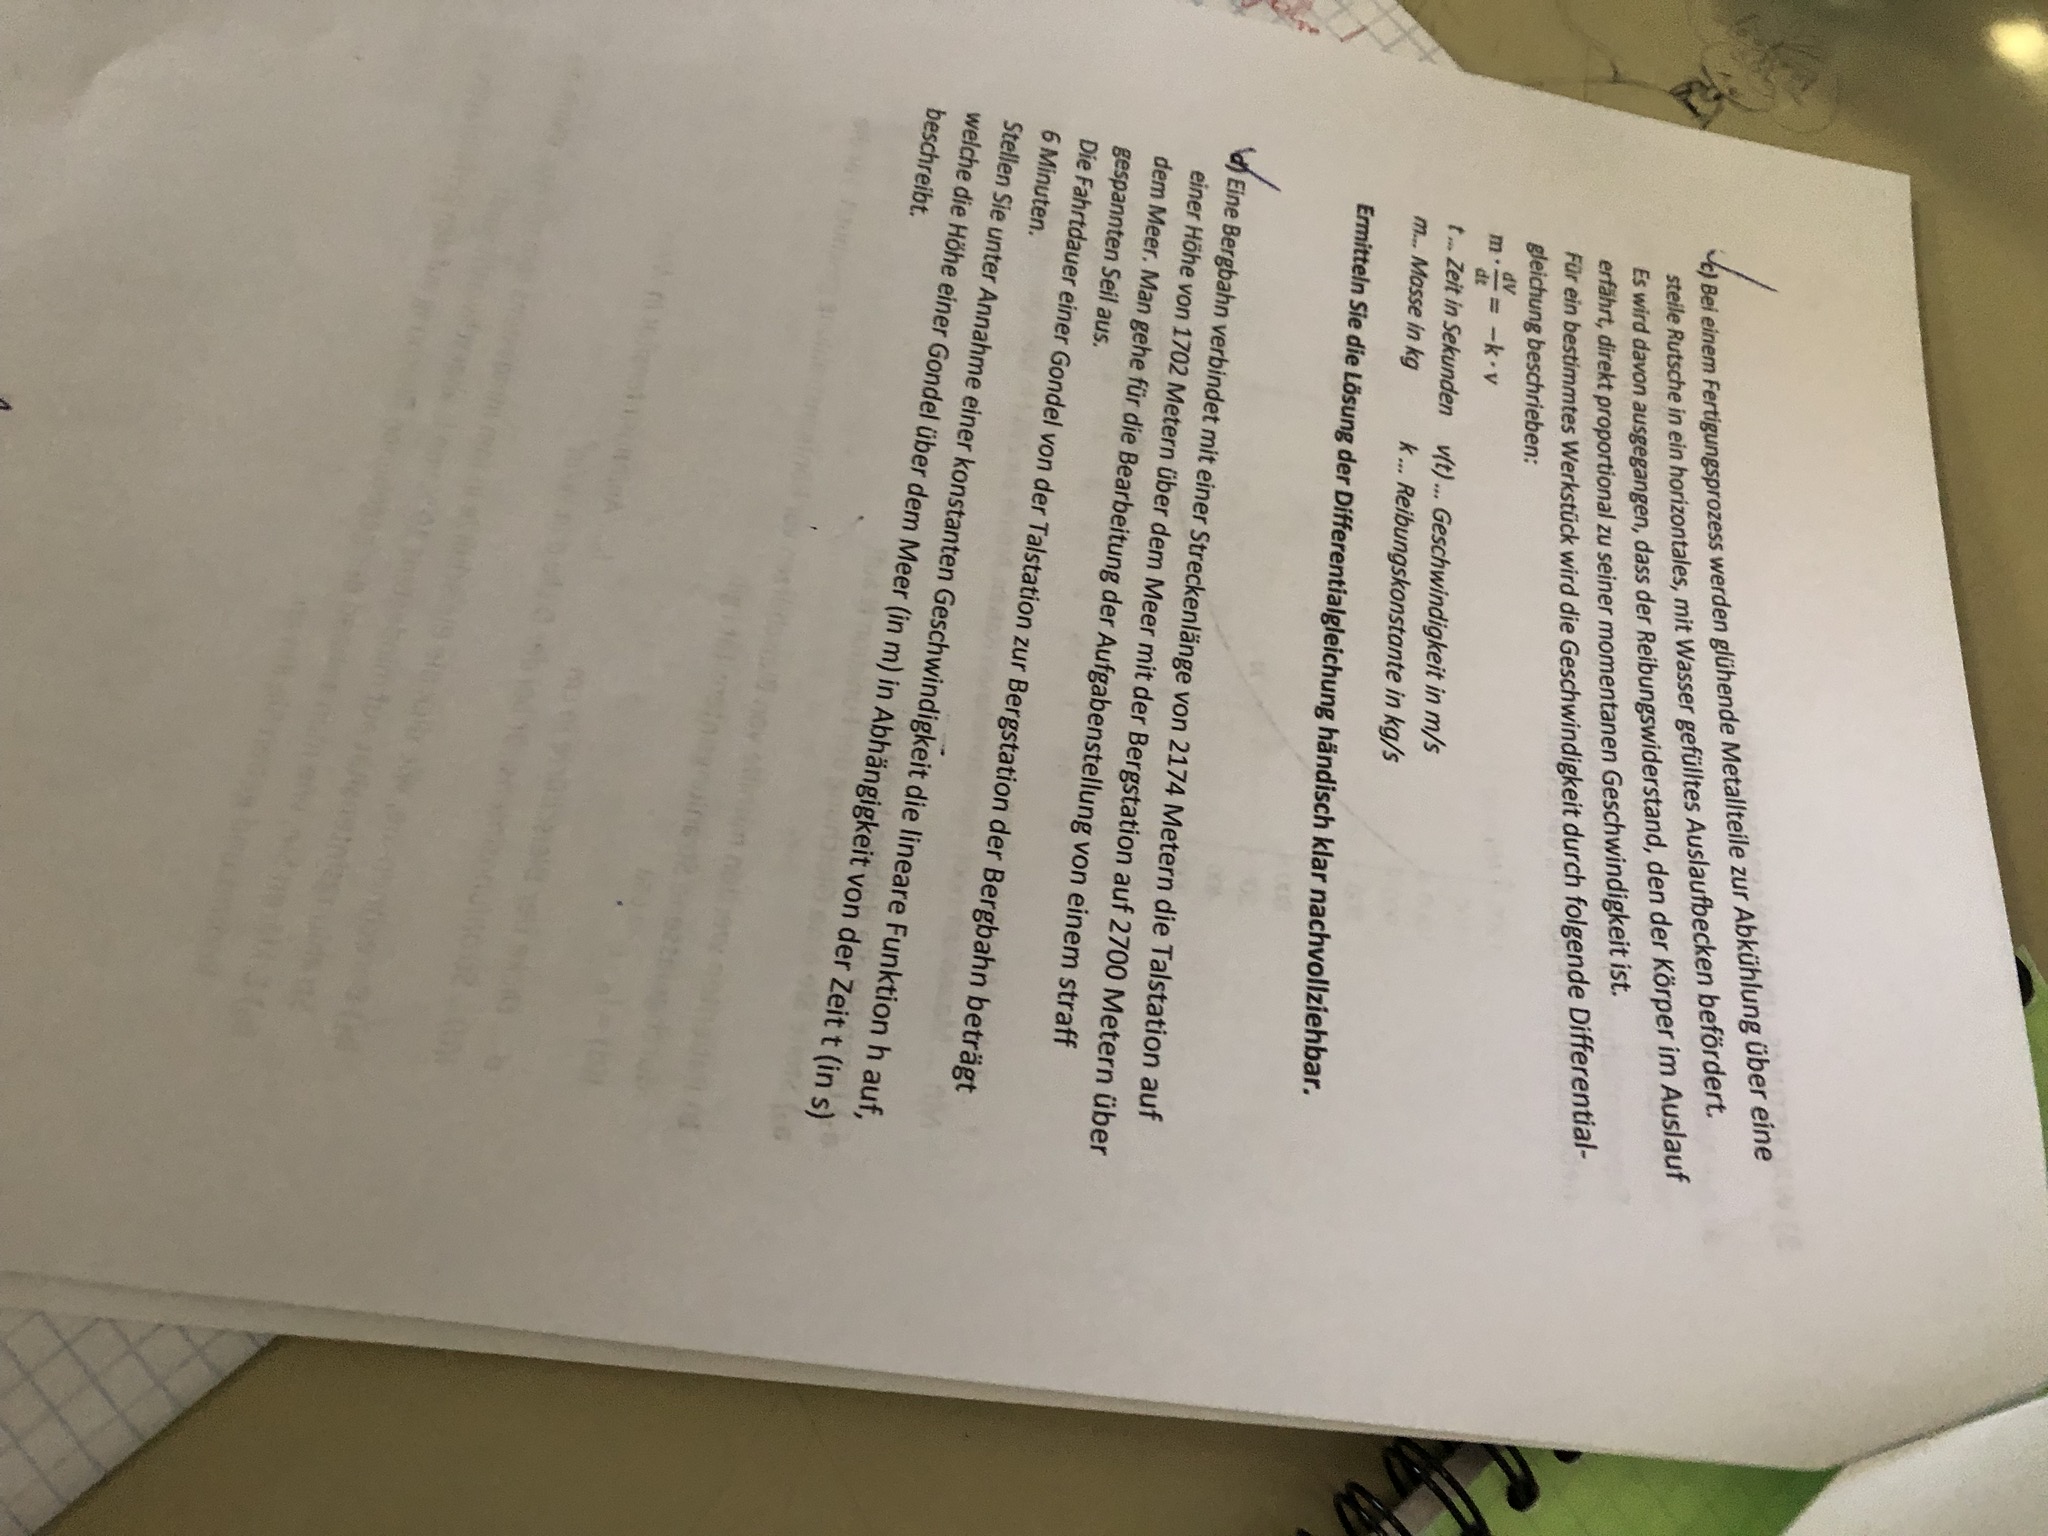 c) Bei einem Fertigungsprozess werden glühende Metallteile zur Abkühlung über eine
steile Rutsche in ein horizontales, mit Wasser gefülltes Auslaufbecken befördert.
Es wird davon ausgegangen, dass der Reibungswiderstand, den der Körper im Auslauf
erfährt, direkt proportional zu seiner momentanen Geschwindigkeit ist.
Für ein bestimmtes Werkstück wird die Geschwindigkeit durch folgende Differential-
gleichung beschrieben:
m · dV/dt = −k · v
t ... Zeit in Sekunden v(t) ... Geschwindigkeit in m/s
m... Masse in kg k ... Reibungskonstante in kg/s
Ermitteln Sie die Lösung der Differentialgleichung händisch klar nachvollziehbar.
d) Eine Bergbahn verbindet mit einer Streckenlänge von 2174 Metern die Talstation auf
einer Höhe von 1702 Metern über dem Meer mit der Bergstation auf 2700 Metern über
dem Meer. Man gehe für die Bearbeitung der Aufgabenstellung von einem straff
gespannten Seil aus.
Die Fahrtdauer einer Gondel von der Talstation zur Bergstation der Bergbahn beträgt
6 Minuten.
Stellen Sie unter Annahme einer konstanten Geschwindigkeit die lineare Funktion h auf,
welche die Höhe einer Gondel über dem Meer (in m) in Abhängigkeit von der Zeit t (in s)
beschreibt.